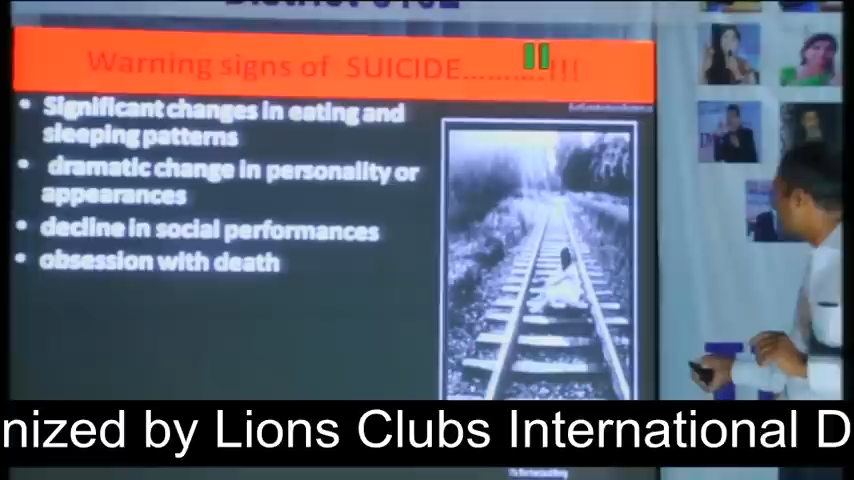 Warning signs of SUICIDE..........!!!
• Significant changes in eating and
sleeping patterns
• dramatic change in personality or
appearances
• decline in social performances
• obsession with death
nized by Lions Clubs International D